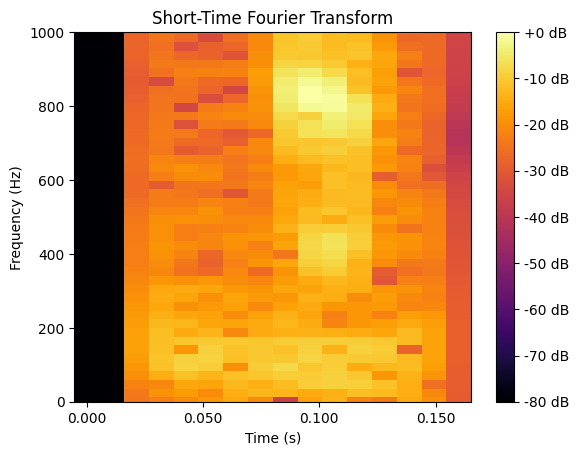 Short-Time Fourier Transform
1000
800
600
400
200
0
Frequency (Hz)
0.000
0.050
0.100
0.150
Time (s)
+0 dB
-10 dB
-20 dB
-30 dB
-40 dB
-50 dB
-60 dB
-70 dB
-80 dB